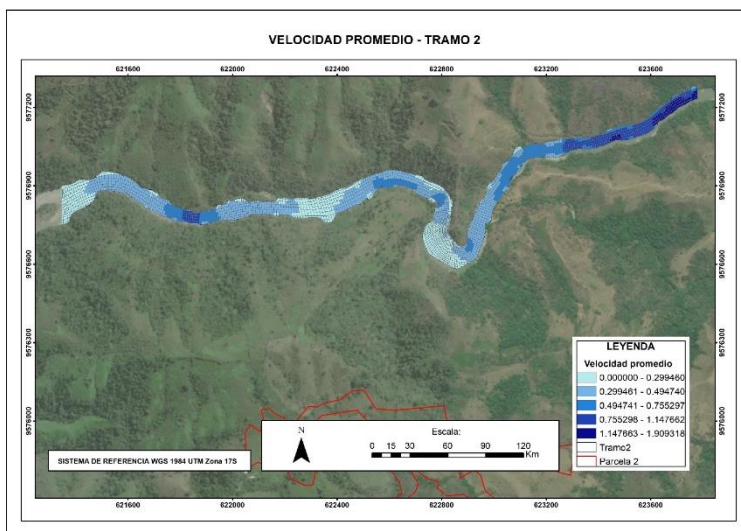 VELOCIDAD PROMEDIO - TRAMO 2
621600 622000 622400 622800 623200 623600
9577200 9577200
9576900 9576900
9576600 9576600
9576300 9576300
9576000 9576000
LEYENDA
Velocidad promedio
0.000000 - 0.299460
0.299461 - 0.494740
0.494741 - 0.755297
0.755298 - 1.147662
1.147663 - 1.909318
Tramo2
Parcela 2
N
Escala:
0 15 30 60 90 120
Km
SISTEMA DE REFERENCIA WGS 1984 UTM Zona 17S
621600 622000 622400 622800 623200 623600